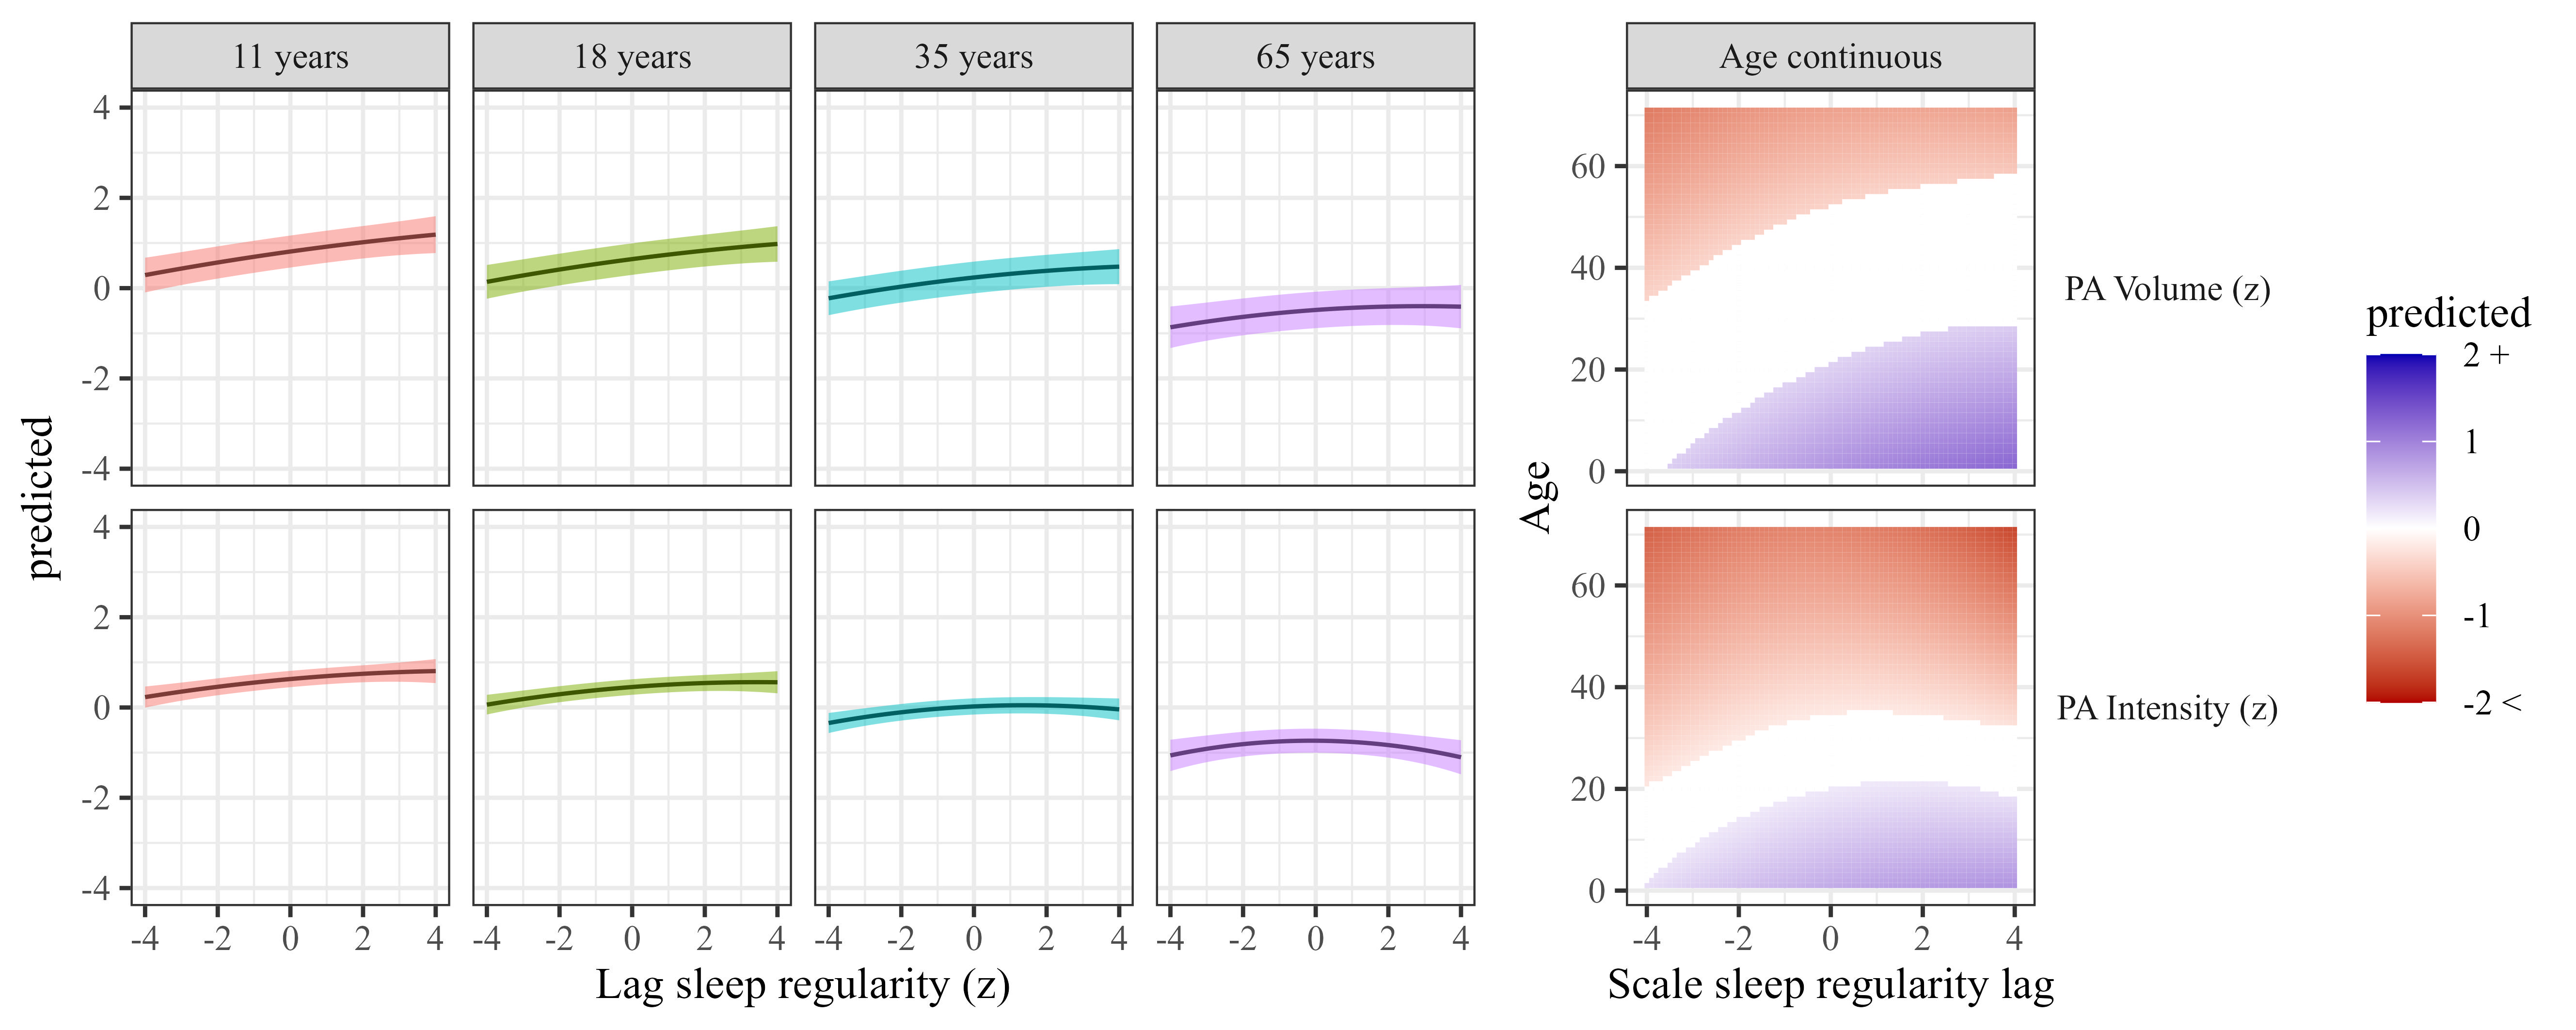 11 years
18 years
35 years
65 years
Age continuous
predicted
4
2
0
-2
-4
4
2
0
-2
-4
-4 -2 0 2 4
-4 -2 0 2 4
-4 -2 0 2 4
-4 -2 0 2 4
Lag sleep regularity (z)
Age
60
40
20
0
60
40
20
0
-4 -2 0 2 4
Scale sleep regularity lag
PA Volume (z)
PA Intensity (z)
predicted
2 +
1
0
-1
-2 <